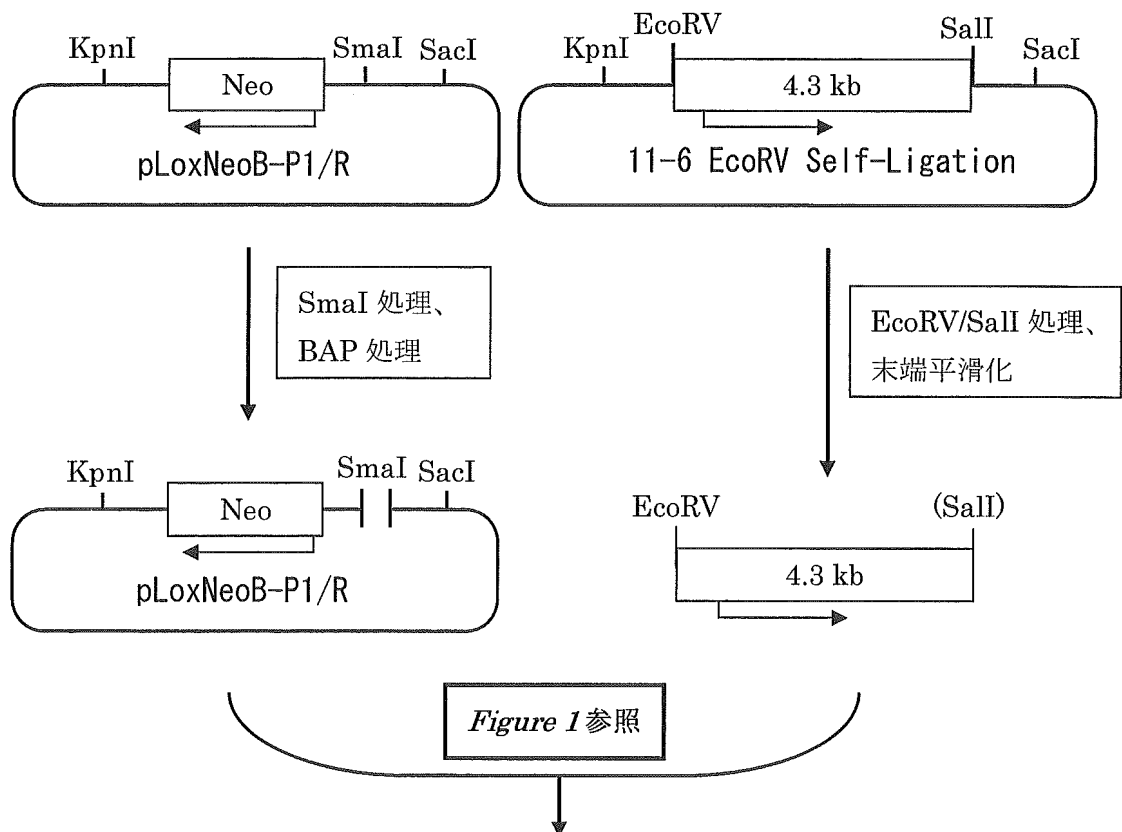 KpnI SmaI SacI
Neo
pLoxNeoB-P1/R
EcoRV SalI
KpnI SacI
4.3 kb
11-6 EcoRV Self-Ligation
SmaI 処理、
BAP 処理
EcoRV/SalI 処理、
末端平滑化
KpnI SmaI SacI
Neo
pLoxNeoB-P1/R
EcoRV (SalI)
4.3 kb
Figure 1 参照